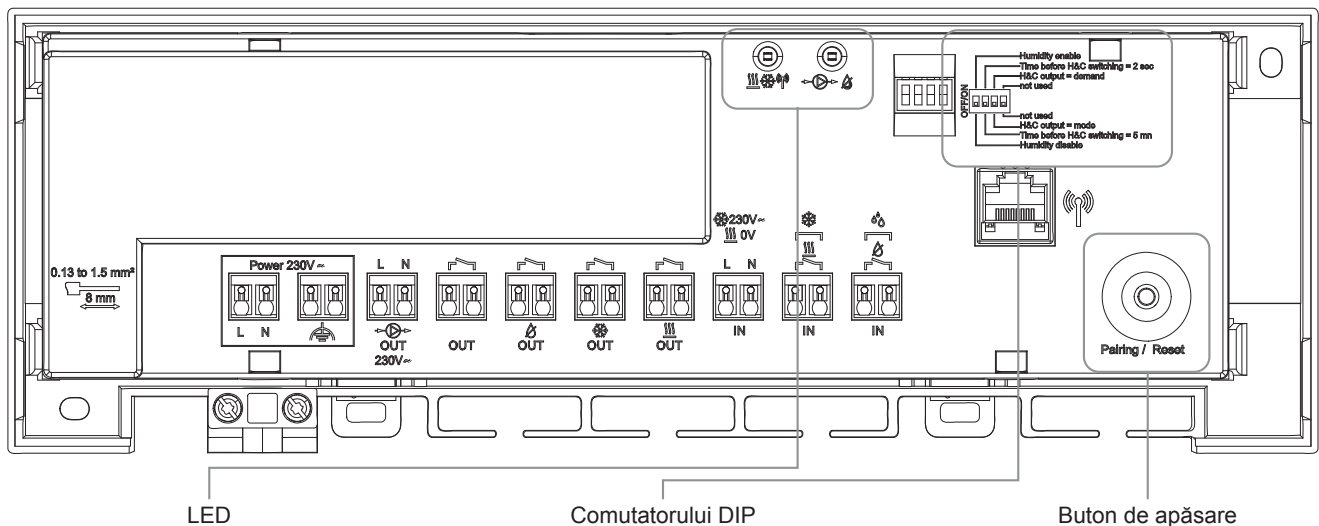 Humidity enable
Time before H&C switching = 2 sec
H&C output = demand
not used
OFF/ON
not used
H&C output = mode
Time before H&C switching = 5 mn
Humidity disable
230V~
0V
0.13 to 1.5 mm²
8 mm
Power 230V~
L N
L N
L N
OUT
230V~
OUT
OUT
OUT
OUT
IN
IN
IN
Pairing / Reset
LED
Comutatorului DIP
Buton de apăsare